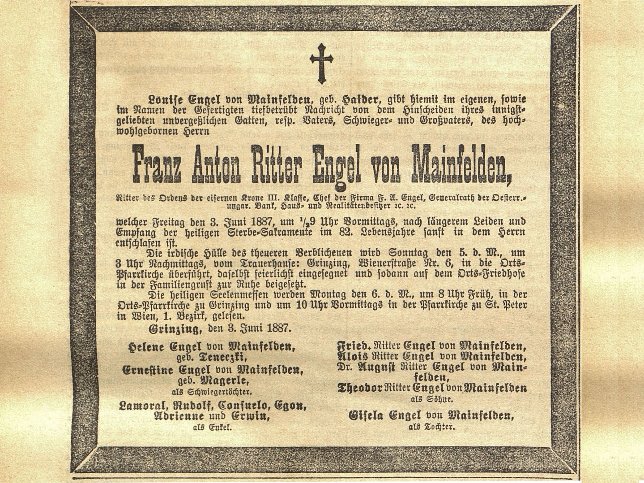 Louise Engel von Mainfelden, geb. Haider, gibt hiemit im eigenen, sowie
im Namen der Gefertigten tiefbetrübt Nachricht von dem Hinscheiden ihres innigst-
geliebten unvergeßlichen Gatten, resp. Vaters, Schwieger- und Großvaters, des hoch-
wohlgebornen Herrn
Franz Anton Ritter Engel von Mainfelden,
Ritter des Ordens der eisernen Krone III. Klasse, Chef der Firma F. A. Engel, Generalrath der Oesterr.-
ungar. Bank, Haus- und Realitätenbesitzer ꝛc. ꝛc.
welcher Freitag den 3. Juni 1887, um ½9 Uhr Vormittags, nach längerem Leiden und
Empfang der heiligen Sterbe-Sakramente im 82. Lebensjahre sanft in dem Herrn
entschlafen ist.
Die irdische Hülle des theueren Verblichenen wird Sonntag den 5. d. M., um
3 Uhr Nachmittags, vom Trauerhause: Grinzing, Wienerstraße Nr. 6, in die Orts-
Pfarrkirche überführt, daselbst feierlichst eingesegnet und sodann auf dem Orts-Friedhofe
in der Familiengruft zur Ruhe beigesetzt.
Die heiligen Seelenmessen werden Montag den 6. d. M., um 8 Uhr Früh, in der
Orts-Pfarrkirche zu Grinzing und um 10 Uhr Vormittags in der Pfarrkirche zu St. Peter
in Wien, 1. Bezirk, gelesen.
Grinzing, den 3. Juni 1887.
Helene Engel von Mainfelden,
geb. Teneczki,
Ernestine Engel von Mainfelden,
geb. Magerle,
als Schwiegertöchter.
Lamoral, Rudolf, Consuelo, Egon,
Adrienne und Erwin,
als Enkel.
Fried. Ritter Engel von Mainfelden,
Alois Ritter Engel von Mainfelden,
Dr. August Ritter Engel von Main-
felden,
Theodor Ritter Engel von Mainfelden
als Söhne.
Gisela Engel von Mainfelden,
als Tochter.